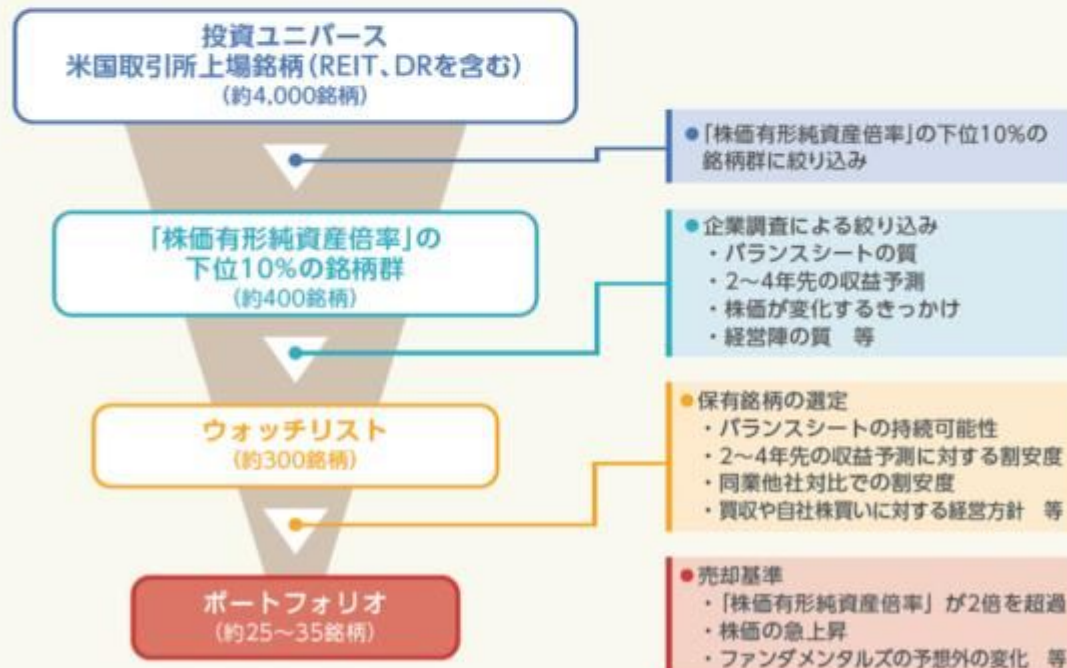 投資ユニバース
米国取引所上場銘柄(REIT、DRを含む)
(約4,000銘柄)
●「株価有形純資産倍率」の下位10%の
銘柄群に絞り込み
「株価有形純資産倍率」の
下位10%の銘柄群
(約400銘柄)
●企業調査による絞り込み
・バランスシートの質
・2〜4年先の収益予測
・株価が変化するきっかけ
・経営陣の質 等
ウォッチリスト
(約300銘柄)
●保有銘柄の選定
・バランスシートの持続可能性
・2〜4年先の収益予測に対する割安度
・同業他社対比での割安度
・買収や自社株買いに対する経営方針 等
ポートフォリオ
(約25〜35銘柄)
●売却基準
・「株価有形純資産倍率」が2倍を超過
・株価の急上昇
・ファンダメンタルズの予想外の変化 等